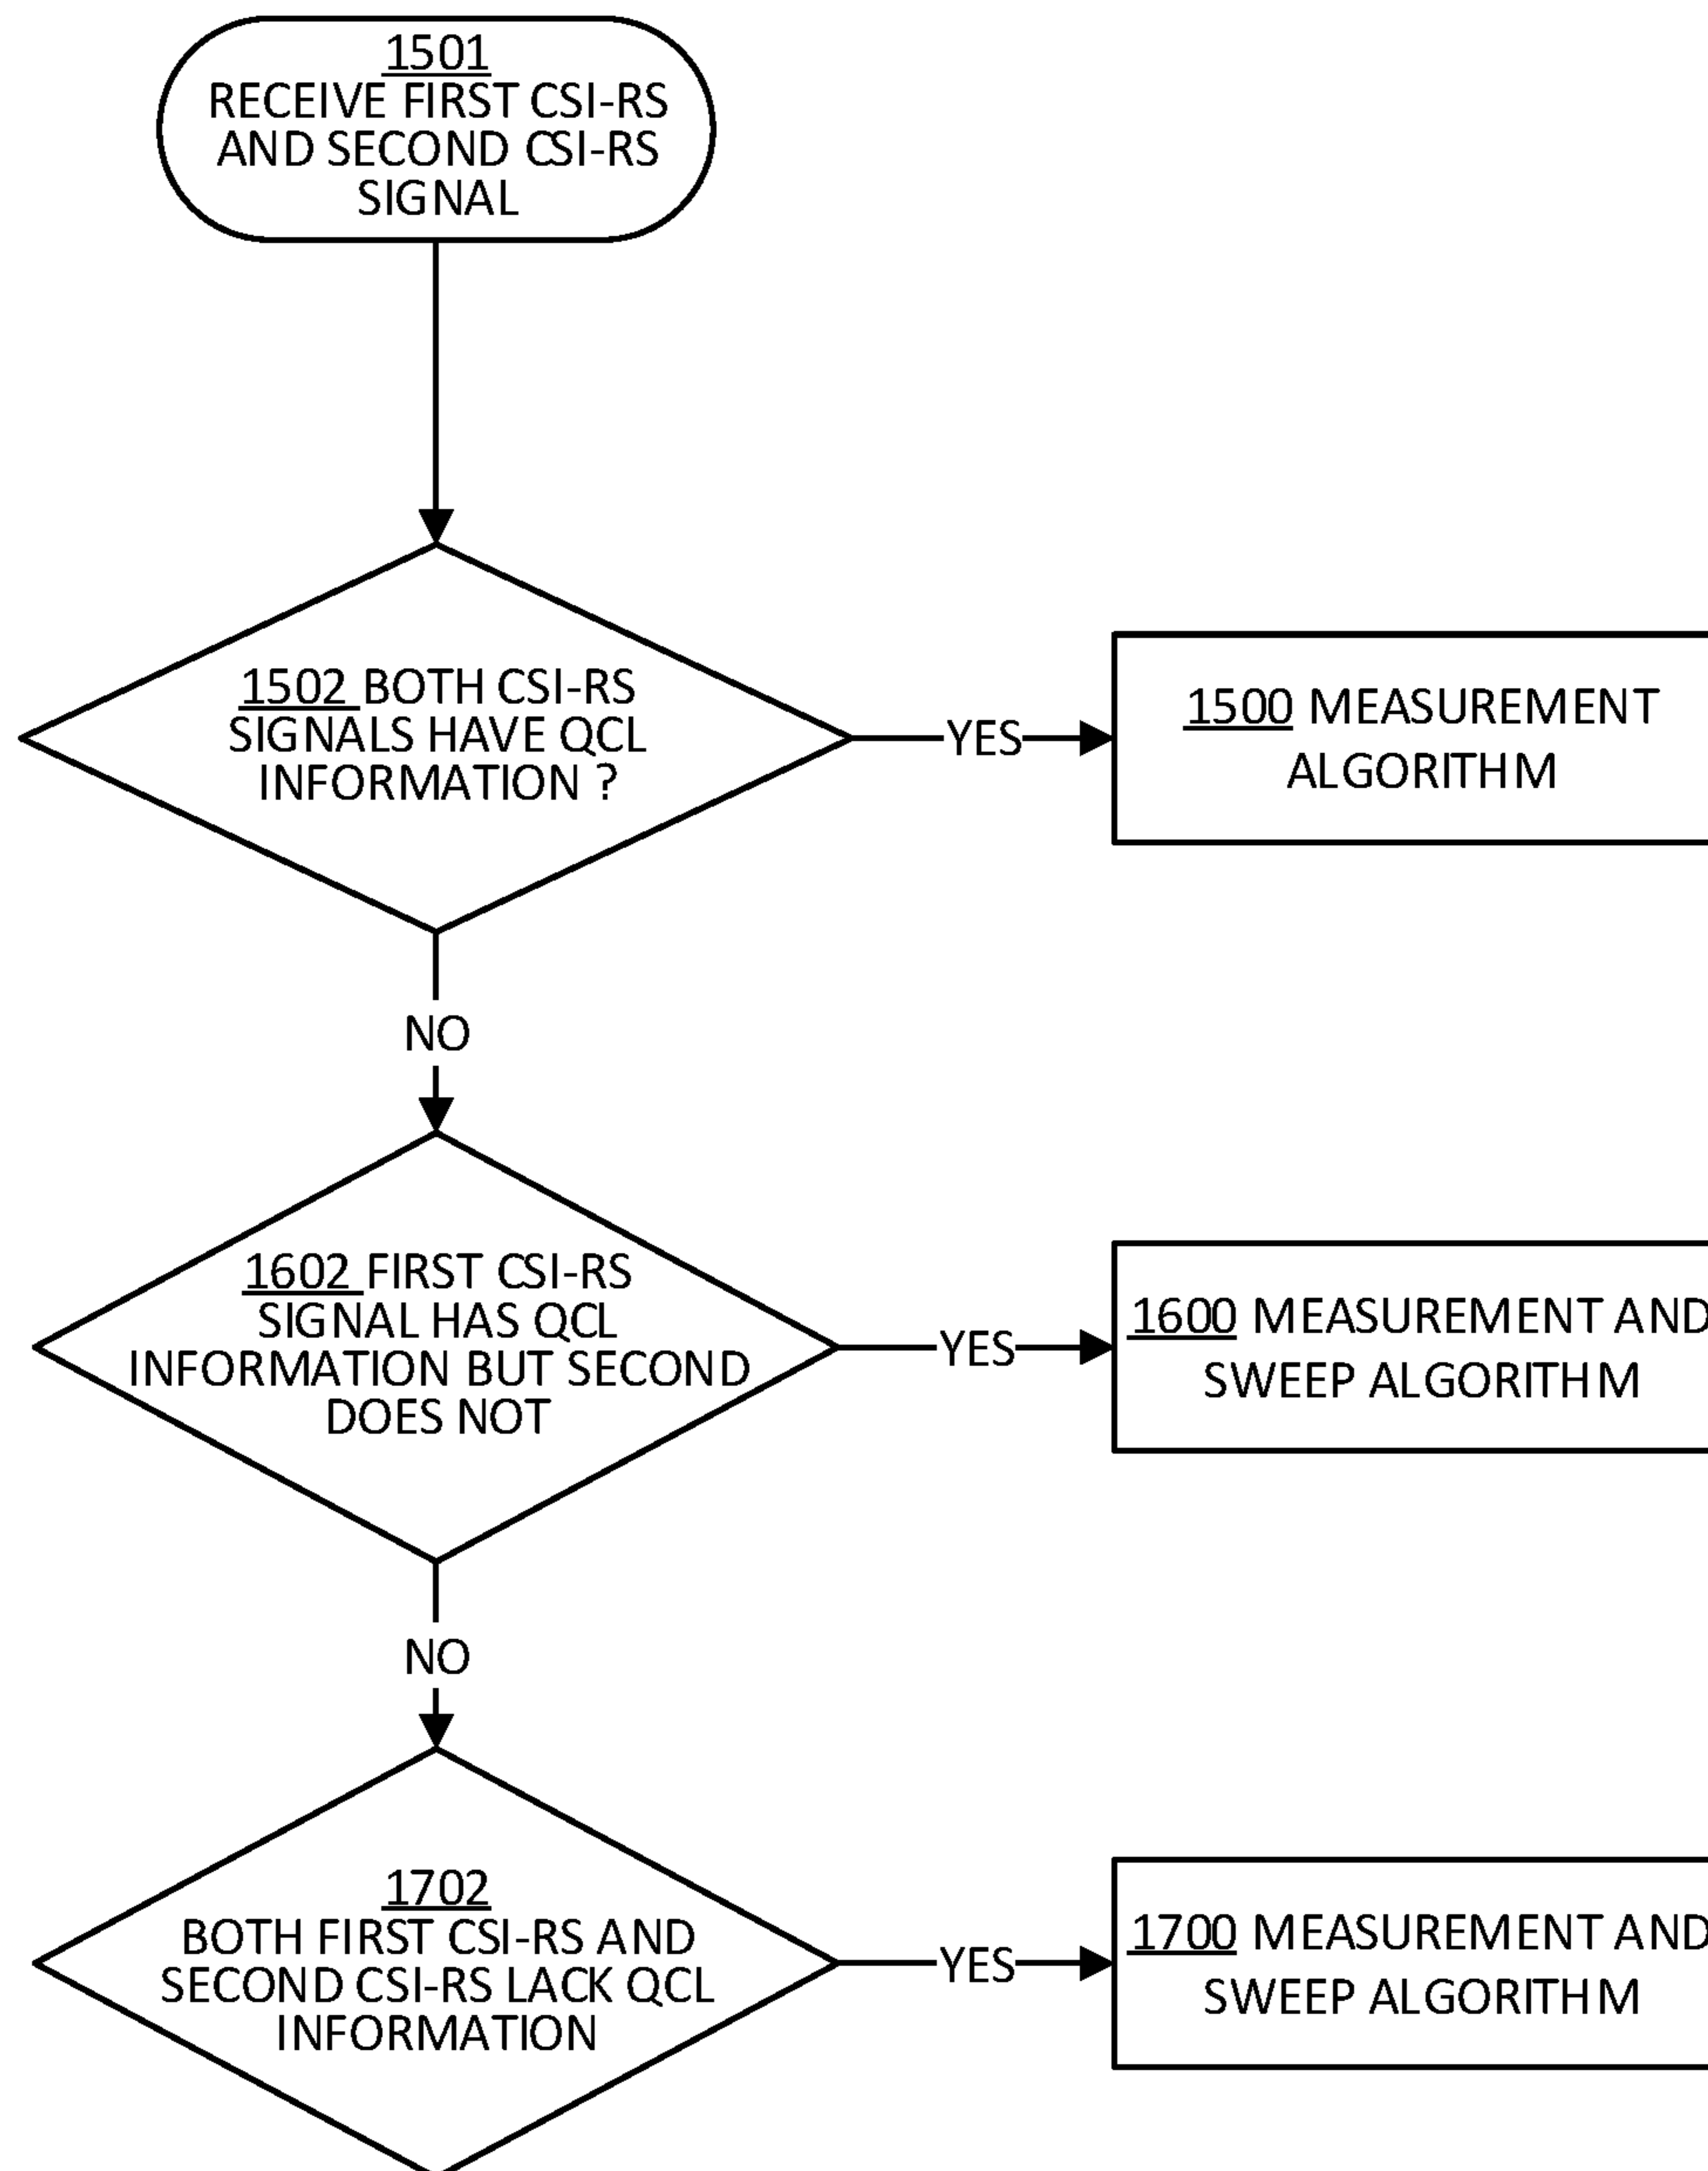 1501
RECEIVE FIRST CSI-RS
AND SECOND CSI-RS
SIGNAL
1502 BOTH CSI-RS
SIGNALS HAVE QCL
INFORMATION ?
YES
1500 MEASUREMENT
ALGORITHM
NO
1602 FIRST CSI-RS
SIGNAL HAS QCL
INFORMATION BUT SECOND
DOES NOT
YES
1600 MEASUREMENT AND
SWEEP ALGORITHM
NO
1702
BOTH FIRST CSI-RS AND
SECOND CSI-RS LACK QCL
INFORMATION
YES
1700 MEASUREMENT AND
SWEEP ALGORITHM